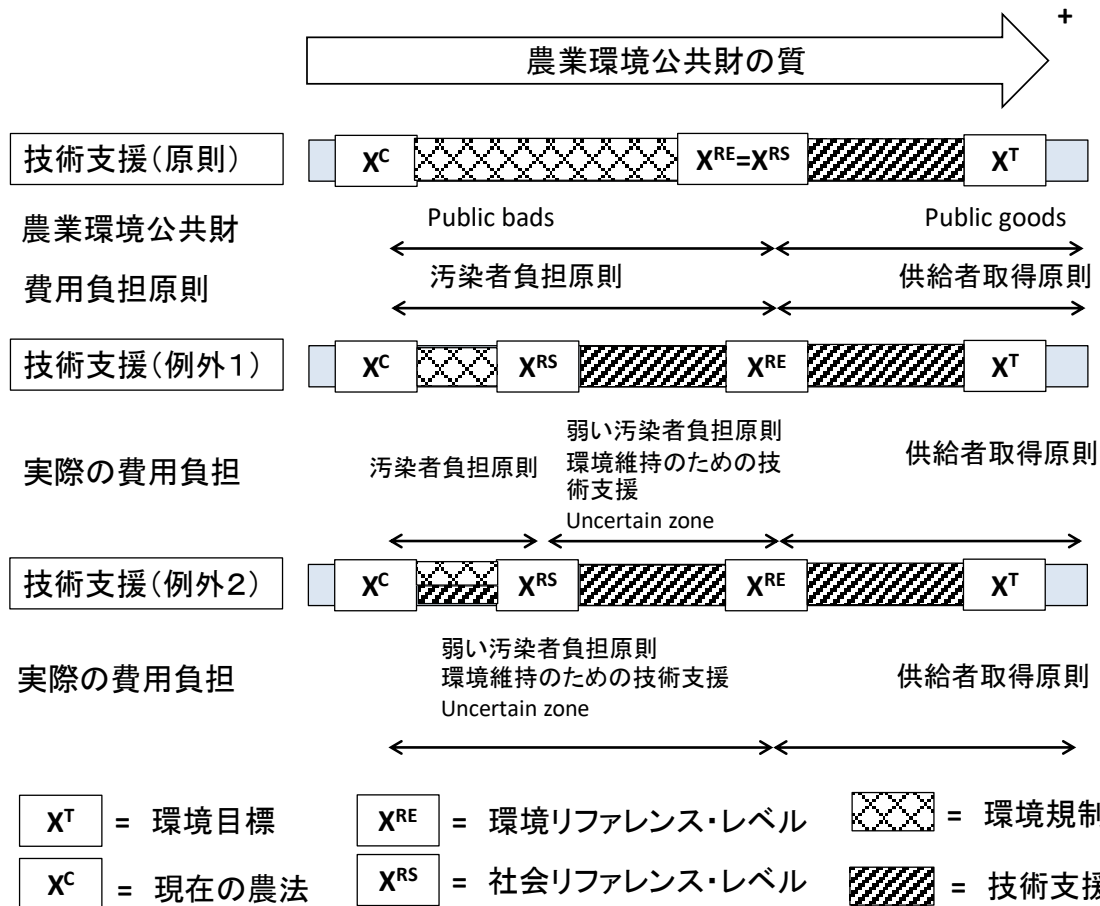 +
農業環境公共財の質
技術支援(原則)
X^C
X^RE=X^RS
X^T
農業環境公共財
Public bads
Public goods
費用負担原則
汚染者負担原則
供給者取得原則
技術支援(例外1)
X^C
X^RS
X^RE
X^T
実際の費用負担
汚染者負担原則
弱い汚染者負担原則
環境維持のための技
術支援
Uncertain zone
供給者取得原則
技術支援(例外2)
X^C
X^RS
X^RE
X^T
実際の費用負担
弱い汚染者負担原則
環境維持のための技術支援
Uncertain zone
供給者取得原則
X^T = 環境目標
X^RE = 環境リファレンス・レベル
= 環境規制
X^C = 現在の農法
X^RS = 社会リファレンス・レベル
= 技術支援